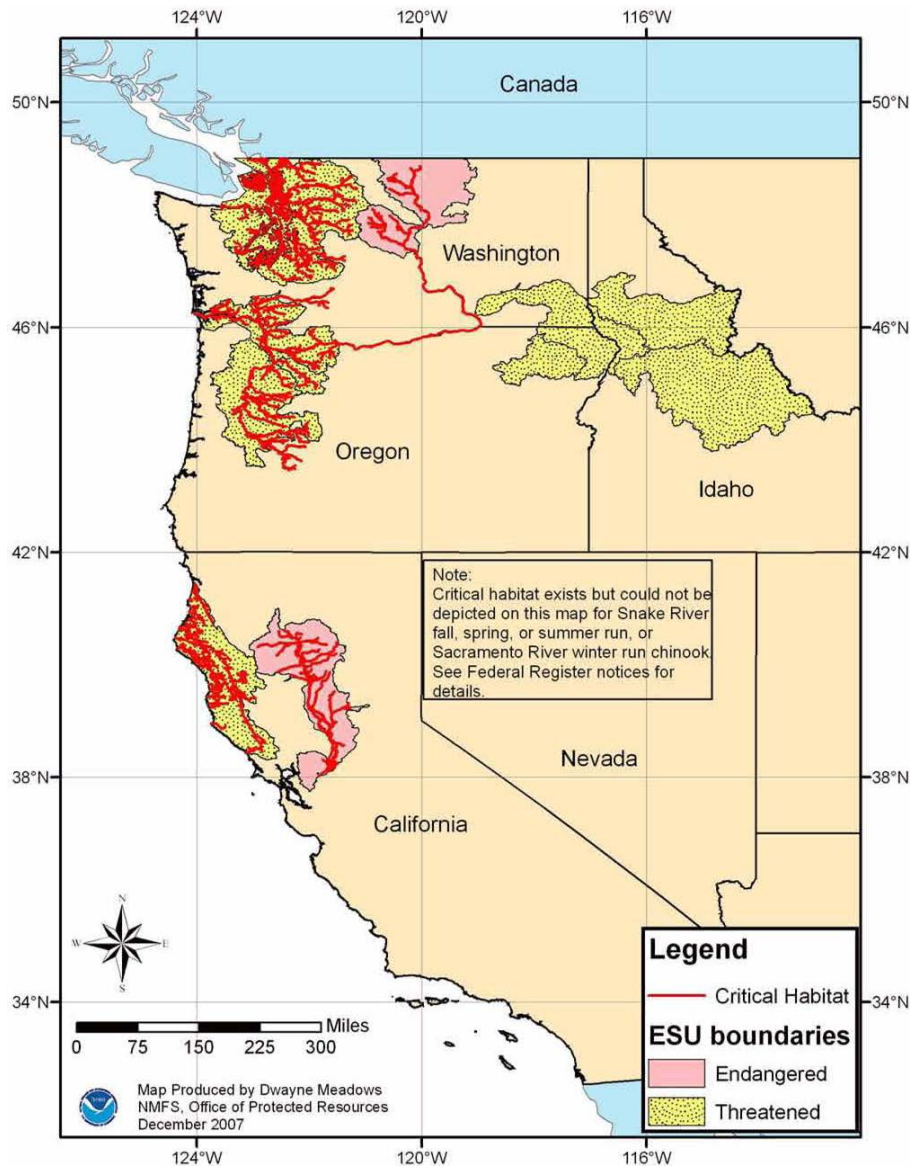 124°W 120°W 116°W
Canada
50°N 50°N
Washington
46°N 46°N
Oregon
Idaho
42°N 42°N
Note:
Critical habitat exists but could not be
depicted on this map for Snake River
fall, spring, or summer run, or
Sacramento River winter run chinook.
See Federal Register notices for
details.
Nevada
38°N 38°N
California
N
W E
S
Legend
Critical Habitat
34°N 34°N
ESU boundaries
Endangered
Threatened
Miles
0 75 150 225 300
Map Produced by Dwayne Meadows
NMFS, Office of Protected Resources
December 2007
124°W 120°W 116°W